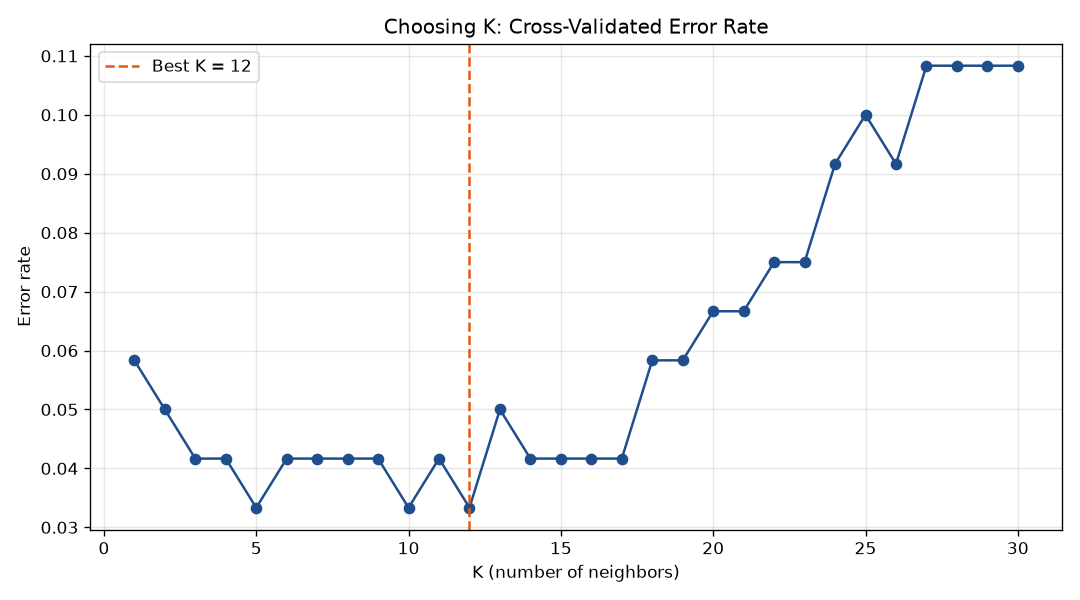 Choosing K: Cross-Validated Error Rate
Best K = 12
0.11
0.10
0.09
0.08
0.07
0.06
0.05
0.04
0.03
Error rate
0 5 10 15 20 25 30
K (number of neighbors)